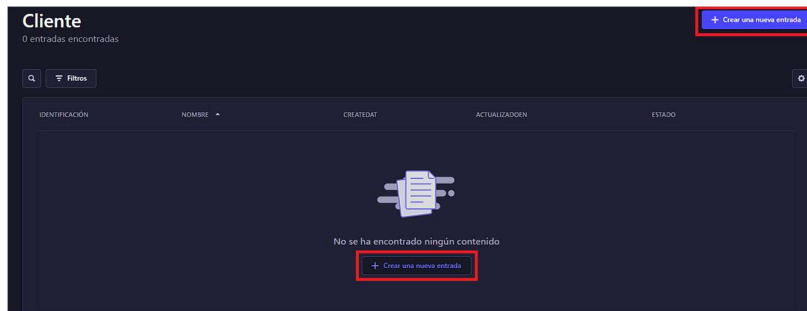 Cliente
+ Crear una nueva entrada
0 entradas encontradas
Filtros
IDENTIFICACIÓN NOMBRE CREATEDAT ACTUALIZADOEN ESTADO
No se ha encontrado ningún contenido
+ Crear una nueva entrada